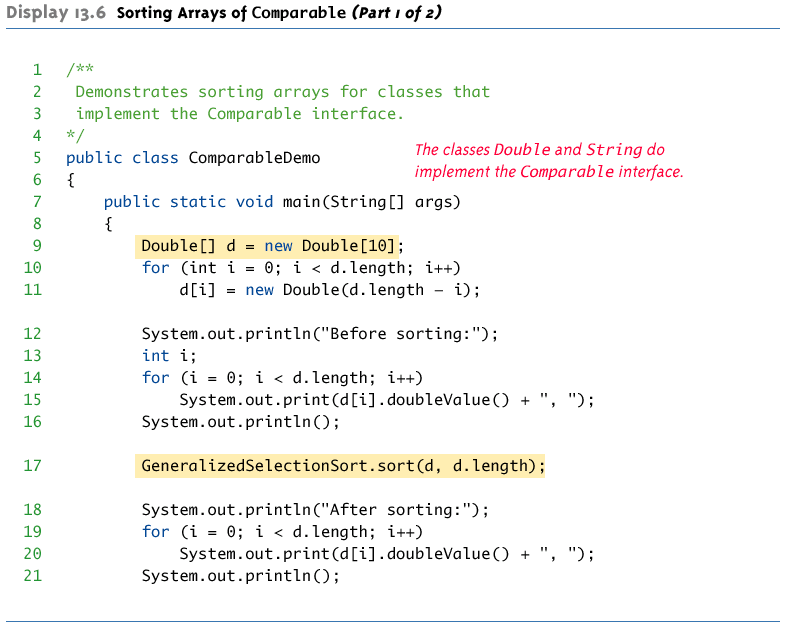 Display 13.6 Sorting Arrays of Comparable (Part 1 of 2)
1 /**
2 Demonstrates sorting arrays for classes that
3 implement the Comparable interface.
4 */
5 public class ComparableDemo
The classes Double and String do
implement the Comparable interface.
6 {
7 public static void main(String[] args)
8 {
9 Double[] d = new Double[10];
10 for (int i = 0; i < d.length; i++)
11 d[i] = new Double(d.length - i);
12 System.out.println("Before sorting:");
13 int i;
14 for (i = 0; i < d.length; i++)
15 System.out.print(d[i].doubleValue() + ", ");
16 System.out.println();
17 GeneralizedSelectionSort.sort(d, d.length);
18 System.out.println("After sorting:");
19 for (i = 0; i < d.length; i++)
20 System.out.print(d[i].doubleValue() + ", ");
21 System.out.println();